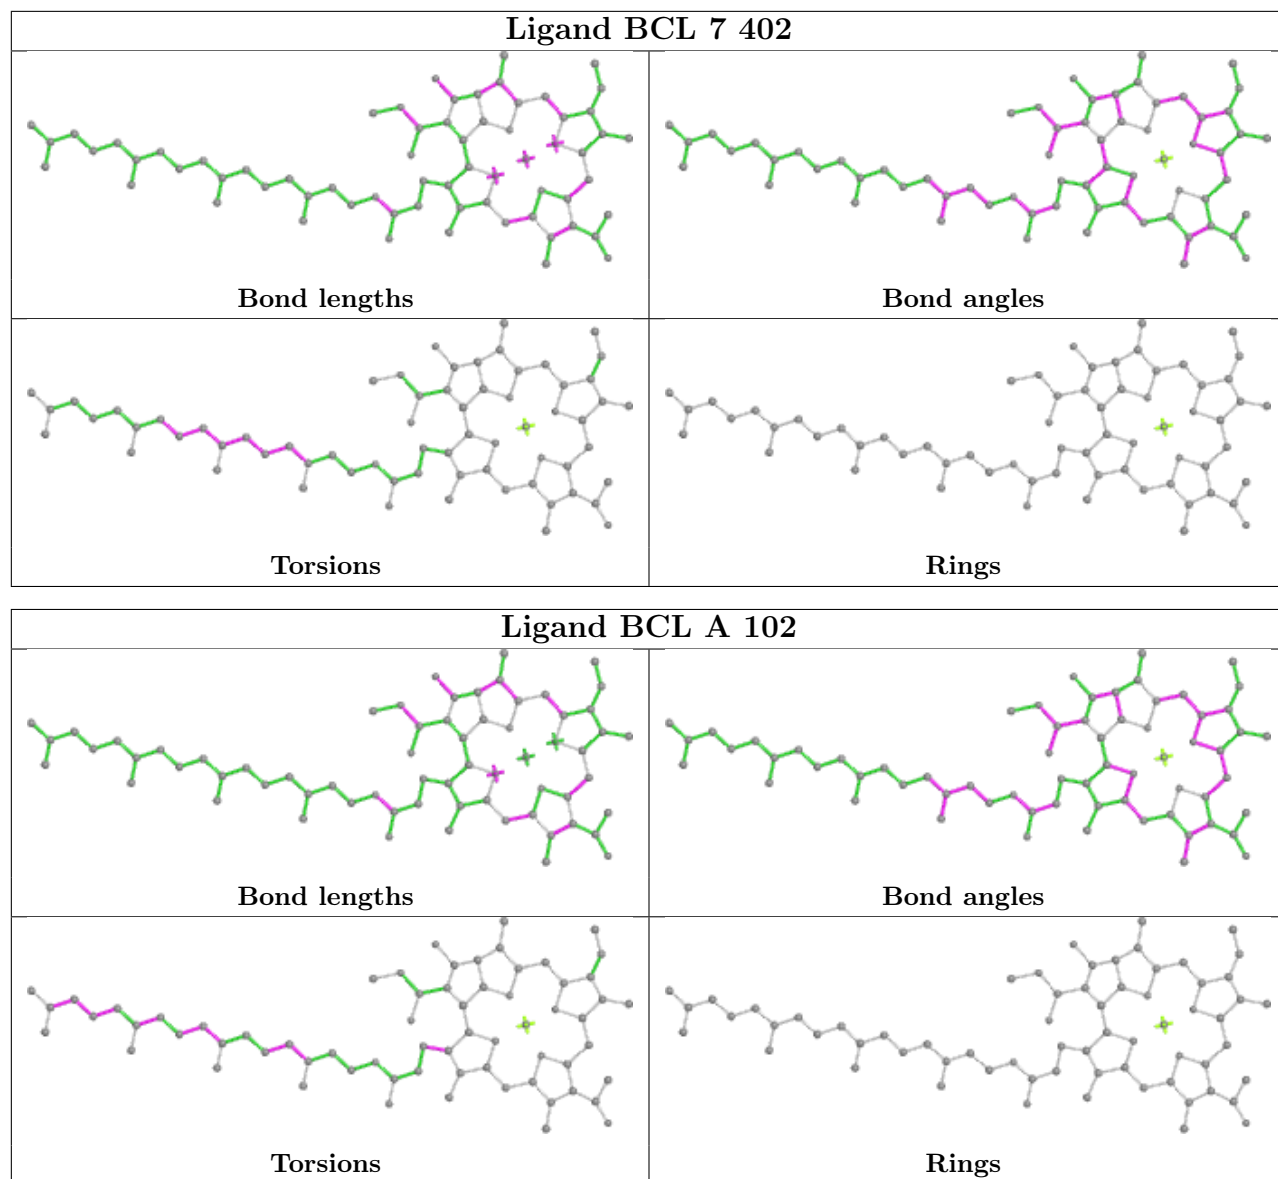 Ligand BCL 7 402
Bond lengths
Bond angles
Torsions
Rings
Ligand BCL A 102
Bond lengths
Bond angles
Torsions
Rings